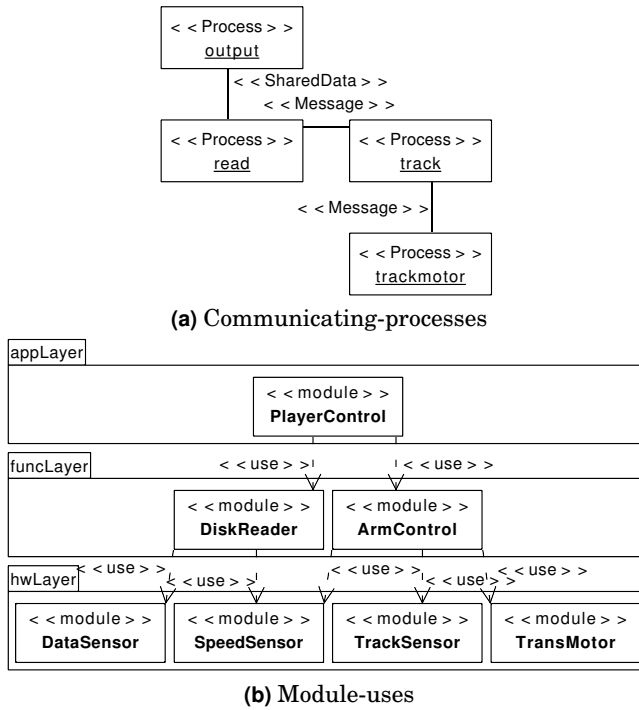 < < Process > >
output
< < SharedData > >
< < Message > >
< < Process > >
read
< < Process > >
track
< < Message > >
< < Process > >
trackmotor
(a) Communicating-processes
appLayer
< < module > >
PlayerControl
< < use > >
< < use > >
funcLayer
< < module > >
DiskReader
< < module > >
ArmControl
< < use > >
< < use > >
< < use > >
< < use > >
< < use > >
hwLayer
< < module > >
DataSensor
< < module > >
SpeedSensor
< < module > >
TrackSensor
< < module > >
TransMotor
(b) Module-uses